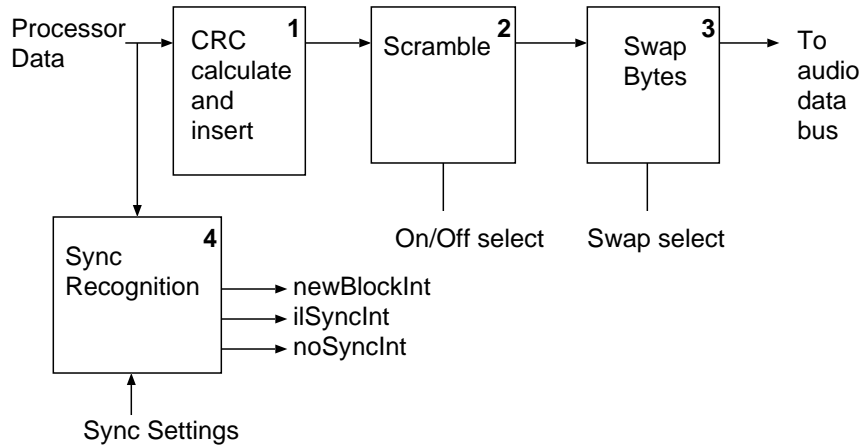 Processor
Data
1
CRC
calculate
and
insert
2
Scramble
3
Swap
Bytes
To
audio
data
bus
On/Off select
Swap select
4
Sync
Recognition
newBlockInt
ilSyncInt
noSyncInt
Sync Settings